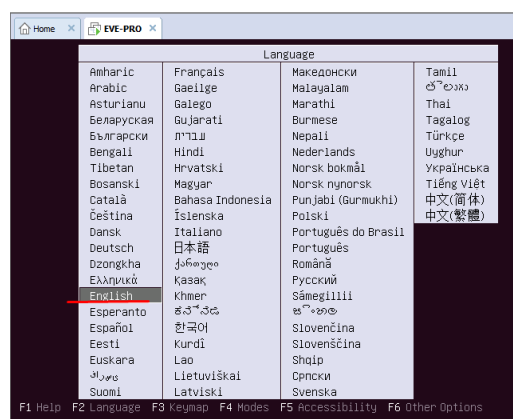 Home × EVE-PRO ×
Language
Amharic Français Македонски Tamil
Arabic Gaeilge Malayalam తెలుగు
Asturianu Galego Marathi Thai
Беларуская Gujarati Burmese Tagalog
Български עברית Nepali Türkçe
Bengali Hindi Nederlands Uyghur
Tibetan Hrvatski Norsk bokmål Українська
Bosanski Magyar Norsk nynorsk Tiếng Việt
Català Bahasa Indonesia Punjabi (Gurmukhi) 中文(简体)
Čeština Íslenska Polski 中文(繁體)
Dansk Italiano Português do Brasil
Deutsch 日本語 Português
Dzongkha ქართული Română
Ελληνικά Қазақ Русский
English Khmer Sámegillii
Esperanto ಕನ್ನಡ සිංහල
Español 한국어 Slovenčina
Eesti Kurdî Slovenščina
Euskara Lao Shqip
فارسی Lietuviškai Српски
Suomi Latviski Svenska
F1 Help F2 Language F3 Keymap F4 Modes F5 Accessibility F6 Other Options